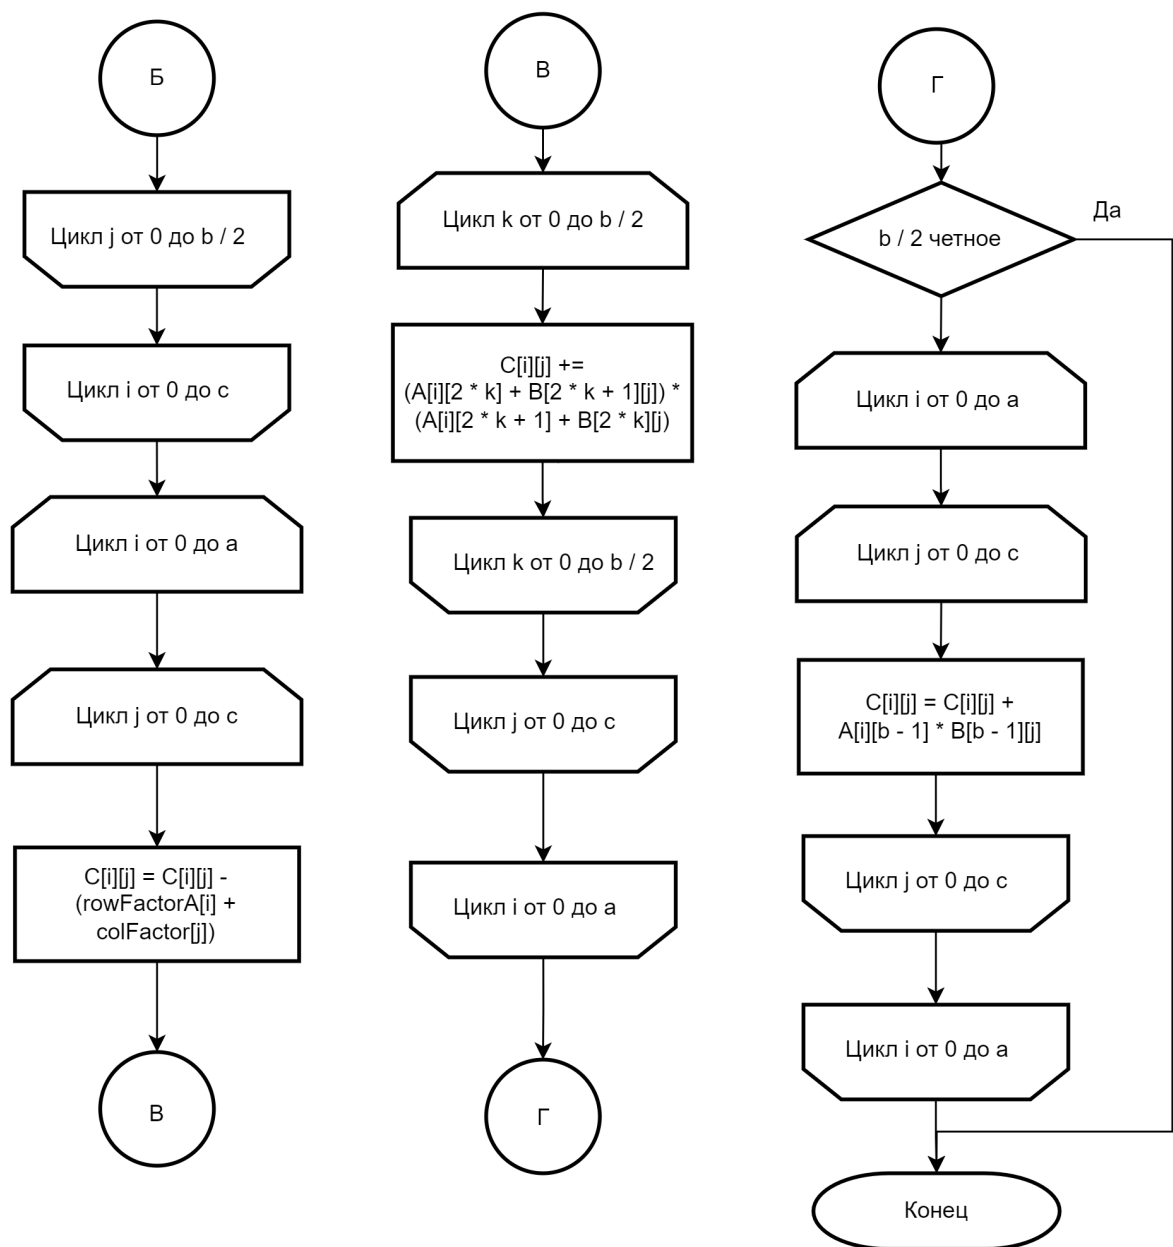 Б
Цикл j от 0 до b / 2
Цикл i от 0 до c
Цикл i от 0 до a
Цикл j от 0 до c
C[i][j] = C[i][j] -
(rowFactorA[i] +
colFactor[j])
В
В
Цикл k от 0 до b / 2
C[i][j] +=
(A[i][2 * k] + B[2 * k + 1][j]) *
(A[i][2 * k + 1] + B[2 * k][j)
Цикл k от 0 до b / 2
Цикл j от 0 до c
Цикл i от 0 до a
Г
Г
b / 2 четное
Да
Цикл i от 0 до a
Цикл j от 0 до c
C[i][j] = C[i][j] +
A[i][b - 1] * B[b - 1][j]
Цикл j от 0 до c
Цикл i от 0 до a
Конец